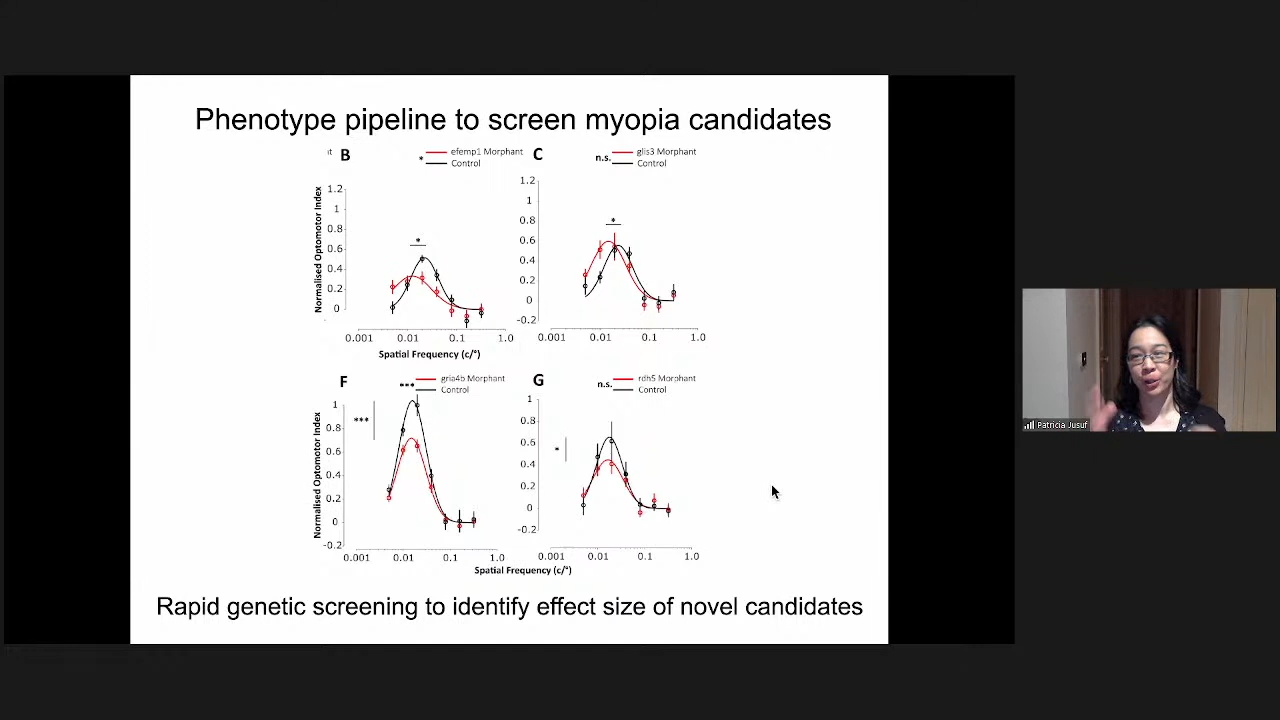 Phenotype pipeline to screen myopia candidates
B
* efemp1 Morphant
Control
C
n.s. glis3 Morphant
Control
Normalised Optomotor Index
1.2
1
0.8
0.6
0.4
0.2
0
*
0.001 0.01 0.1 1.0
Spatial Frequency (c/°)
1.2
1
0.8
0.6
0.4
0.2
0
-0.2
*
0.001 0.01 0.1 1.0
F
*** gria4b Morphant
Control
G
n.s. rdh5 Morphant
Control
Normalised Optomotor Index
1
0.8
0.6
0.4
0.2
0
-0.2
***
0.001 0.01 0.1 1.0
1
0.8
0.6
0.4
0.2
0
-0.2
*
0.001 0.01 0.1 1.0
Spatial Frequency (c/°)
Rapid genetic screening to identify effect size of novel candidates
Patricia Jusuf